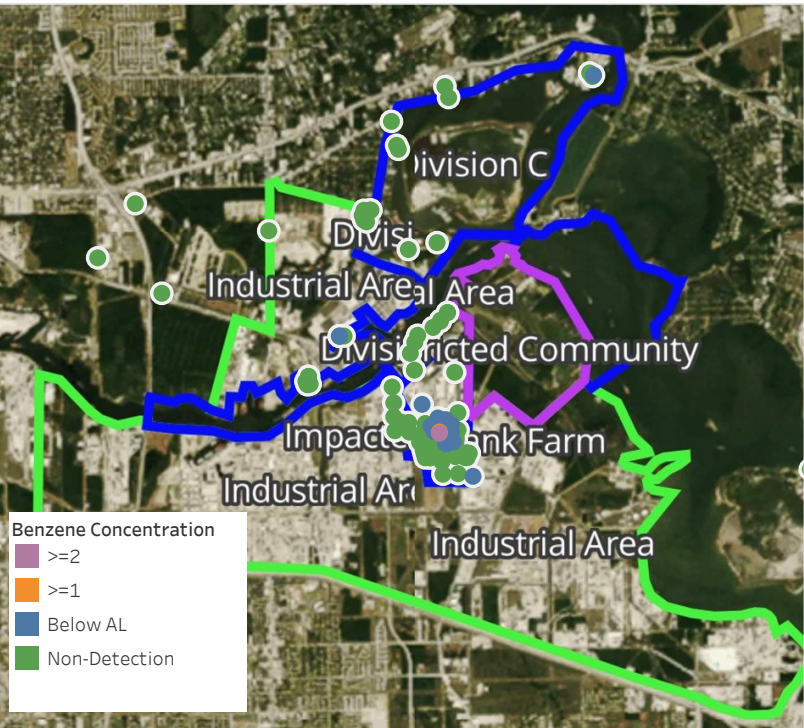 Division C
Divisi
Industrial Area
al Area
Divisi
ricted Community
Impacte
nk Farm
Industrial Are
Industrial Area
Benzene Concentration
>=2
>=1
Below AL
Non-Detection